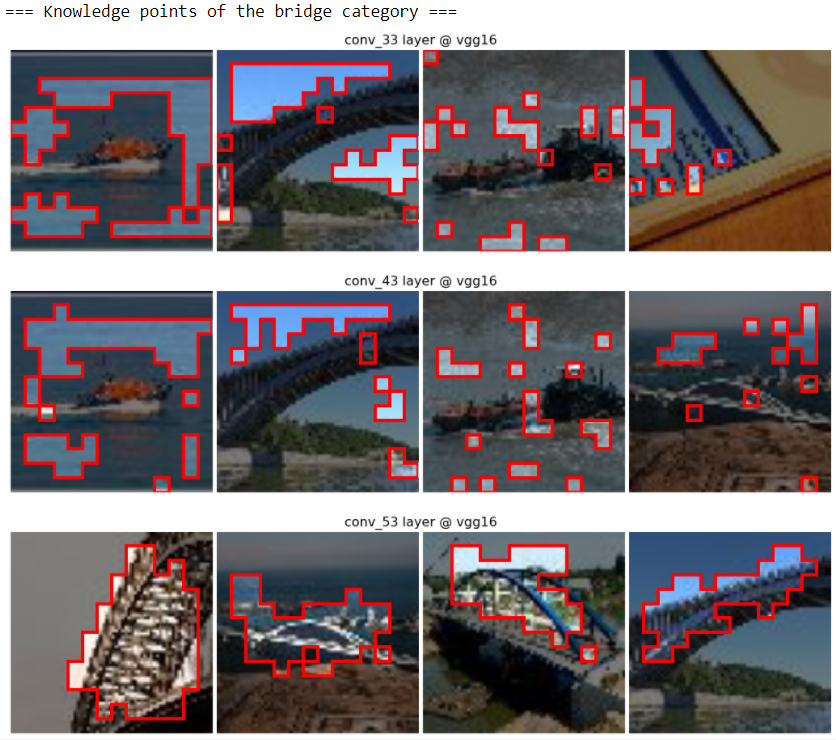 === Knowledge points of the bridge category ===
conv_33 layer @ vgg16
conv_43 layer @ vgg16
conv_53 layer @ vgg16